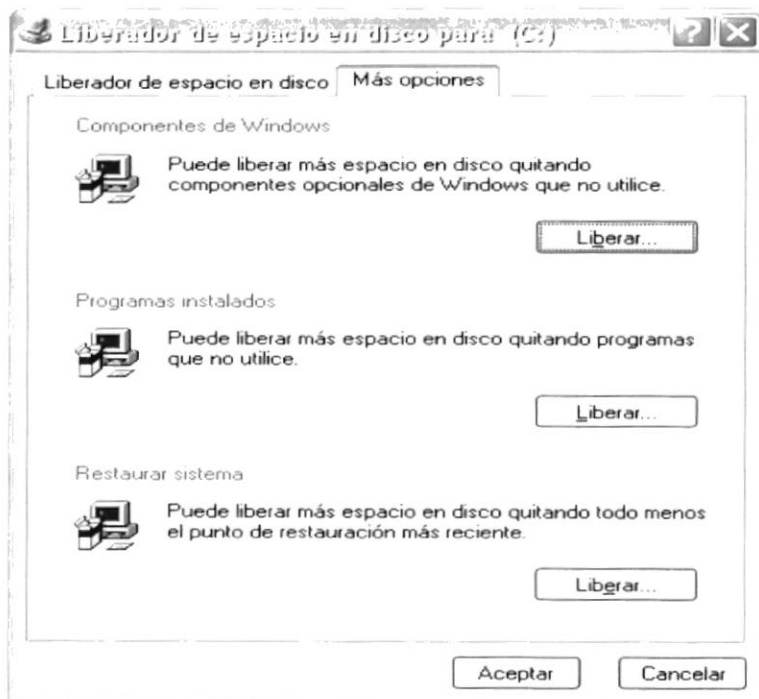 Liberador de espacio en disco para (C:)
Liberador de espacio en disco
Más opciones
Componentes de Windows
Puede liberar más espacio en disco quitando
componentes opcionales de Windows que no utilice.
Liberar...
Programas instalados
Puede liberar más espacio en disco quitando programas
que no utilice.
Liberar...
Restaurar sistema
Puede liberar más espacio en disco quitando todo menos
el punto de restauración más reciente.
Liberar...
Aceptar
Cancelar